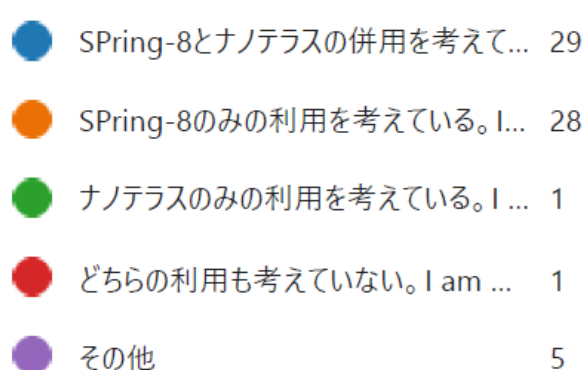 SPring-8とナノテラスの併用を考えて... 29
SPring-8のみの利用を考えている。I... 28
ナノテラスのみの利用を考えている。I ... 1
どちらの利用も考えていない。I am ... 1
その他 5